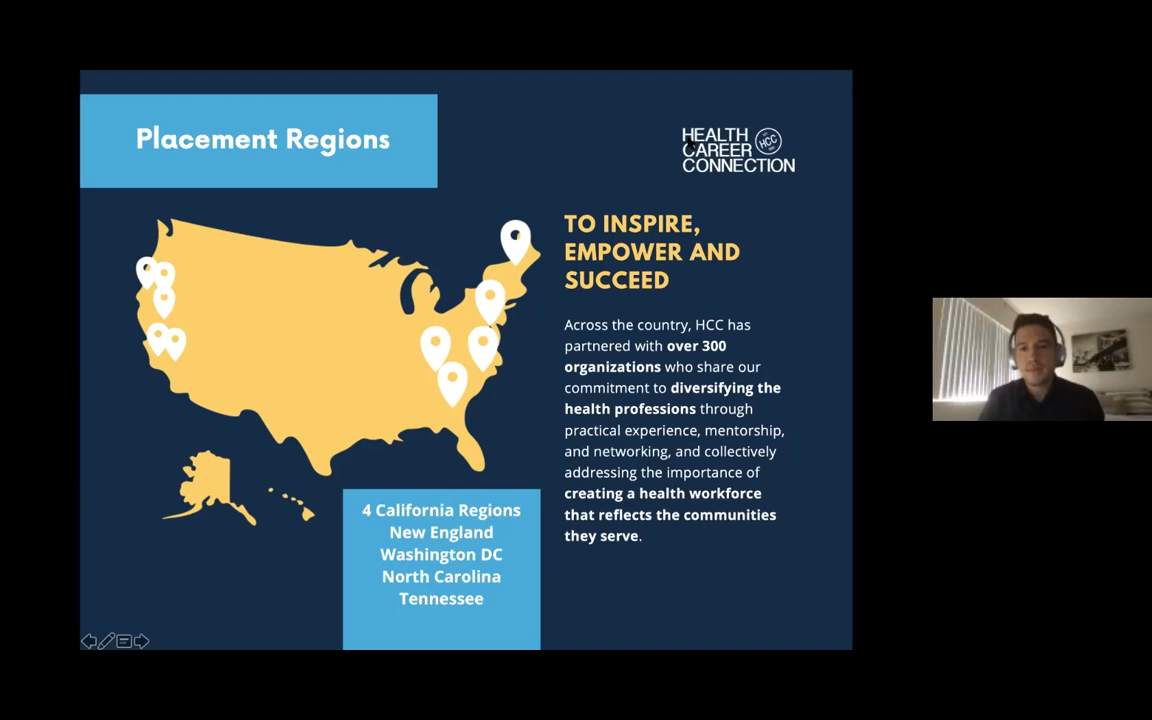 Placement Regions
HEALTH
CAREER
CONNECTION
HCC
TO INSPIRE,
EMPOWER AND
SUCCEED
Across the country, HCC has
partnered with over 300
organizations who share our
commitment to diversifying the
health professions through
practical experience, mentorship,
and networking, and collectively
addressing the importance of
creating a health workforce
that reflects the communities
they serve.
4 California Regions
New England
Washington DC
North Carolina
Tennessee